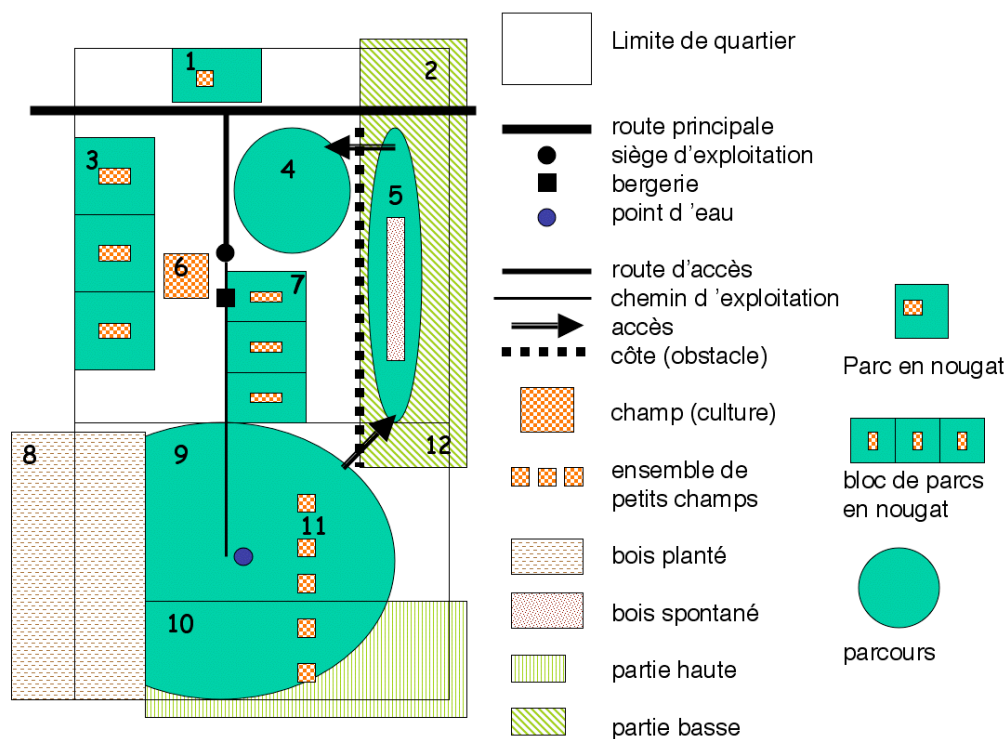 1
2
3
4
5
6
7
8
9
10
11
12
Limite de quartier
route principale
siège d'exploitation
bergerie
point d ’eau
route d'accès
chemin d ’exploitation
accès
côte (obstacle)
champ (culture)
ensemble de
petits champs
bois planté
bois spontané
partie haute
partie basse
Parc en nougat
bloc de parcs
en nougat
parcours